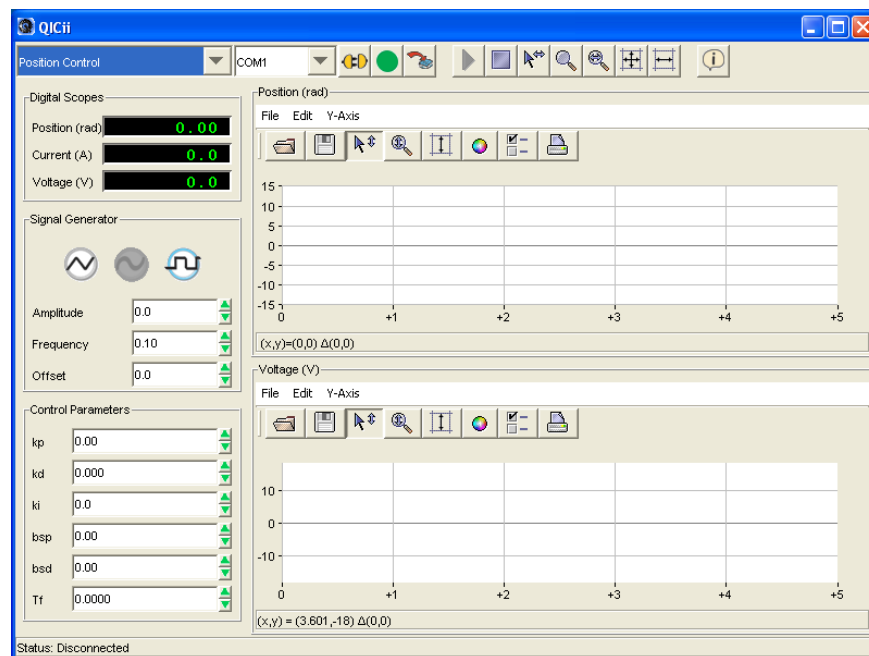 QICii
Position Control
COM1
Digital Scopes
Position (rad) 0.00
Current (A) 0.0
Voltage (V) 0.0
Signal Generator
Amplitude 0.0
Frequency 0.10
Offset 0.0
Control Parameters
kp 0.00
kd 0.000
ki 0.0
bsp 0.00
bsd 0.00
Tf 0.0000
Position (rad)
File Edit Y-Axis
15
10
5
0
-5
-10
-15
0 +1 +2 +3 +4 +5
(x,y)=(0,0) Δ(0,0)
Voltage (V)
File Edit Y-Axis
10
0
-10
0 +1 +2 +3 +4 +5
(x,y) = (3.601,-18) Δ(0,0)
Status: Disconnected